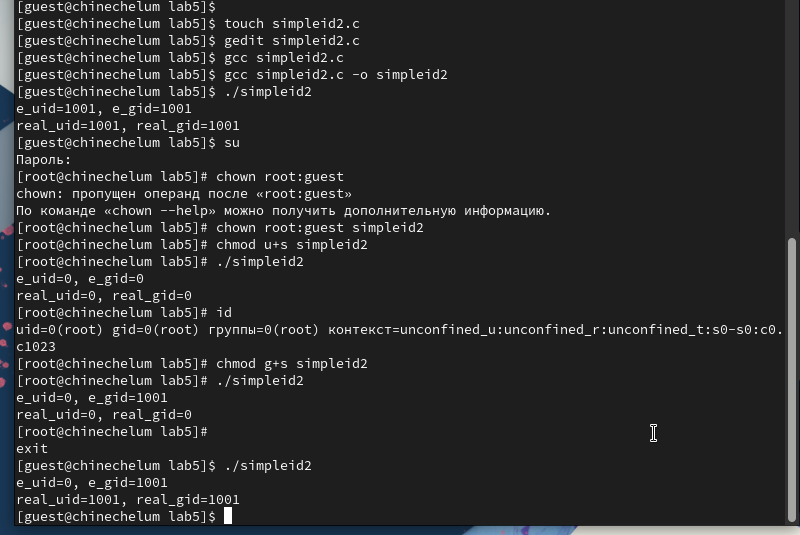 [guest@chinechelum lab5]$
[guest@chinechelum lab5]$ touch simpleid2.c
[guest@chinechelum lab5]$ gedit simpleid2.c
[guest@chinechelum lab5]$ gcc simpleid2.c
[guest@chinechelum lab5]$ gcc simpleid2.c -o simpleid2
[guest@chinechelum lab5]$ ./simpleid2
e_uid=1001, e_gid=1001
real_uid=1001, real_gid=1001
[guest@chinechelum lab5]$ su
Пароль:
[root@chinechelum lab5]# chown root:guest
chown: пропущен операнд после «root:guest»
По команде «chown --help» можно получить дополнительную информацию.
[root@chinechelum lab5]# chown root:guest simpleid2
[root@chinechelum lab5]# chmod u+s simpleid2
[root@chinechelum lab5]# ./simpleid2
e_uid=0, e_gid=0
real_uid=0, real_gid=0
[root@chinechelum lab5]# id
uid=0(root) gid=0(root) группы=0(root) контекст=unconfined_u:unconfined_r:unconfined_t:s0-s0:c0.
c1023
[root@chinechelum lab5]# chmod g+s simpleid2
[root@chinechelum lab5]# ./simpleid2
e_uid=0, e_gid=1001
real_uid=0, real_gid=0
[root@chinechelum lab5]#
exit
[guest@chinechelum lab5]$ ./simpleid2
e_uid=0, e_gid=1001
real_uid=1001, real_gid=1001
[guest@chinechelum lab5]$